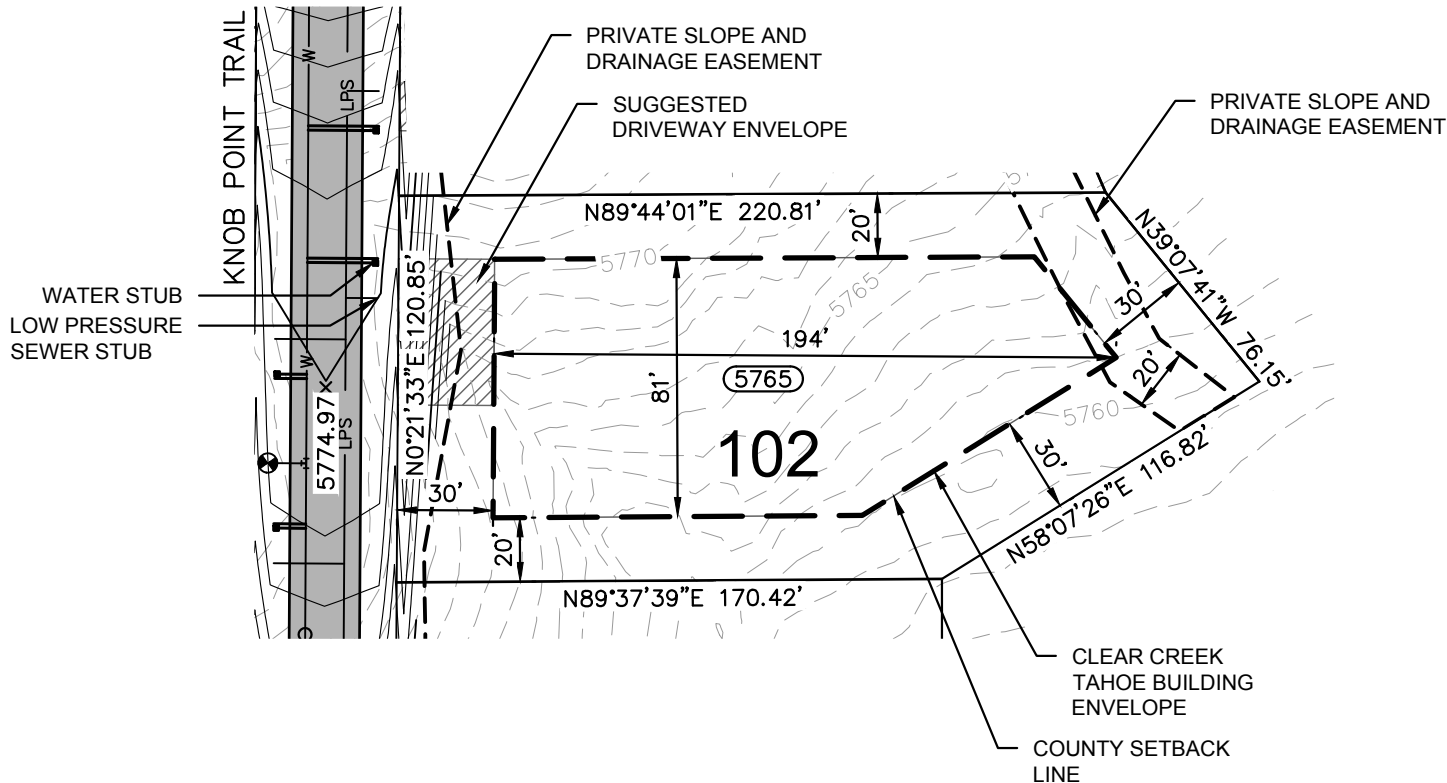 KNOB POINT TRAIL
PRIVATE SLOPE AND
DRAINAGE EASEMENT
SUGGESTED
DRIVEWAY ENVELOPE
PRIVATE SLOPE AND
DRAINAGE EASEMENT
W
LPS
N89°44'01"E 220.81'
20'
N39°07'41"W 76.15'
5770
5765
30'
WATER STUB
LOW PRESSURE
SEWER STUB
N0°21'33"E 120.85'
194'
5765
81'
20'
5760
W
5774.97
LPS
102
30'
30'
20'
N58°07'26"E 116.82'
N89°37'39"E 170.42'
CLEAR CREEK
TAHOE BUILDING
ENVELOPE
COUNTY SETBACK
LINE